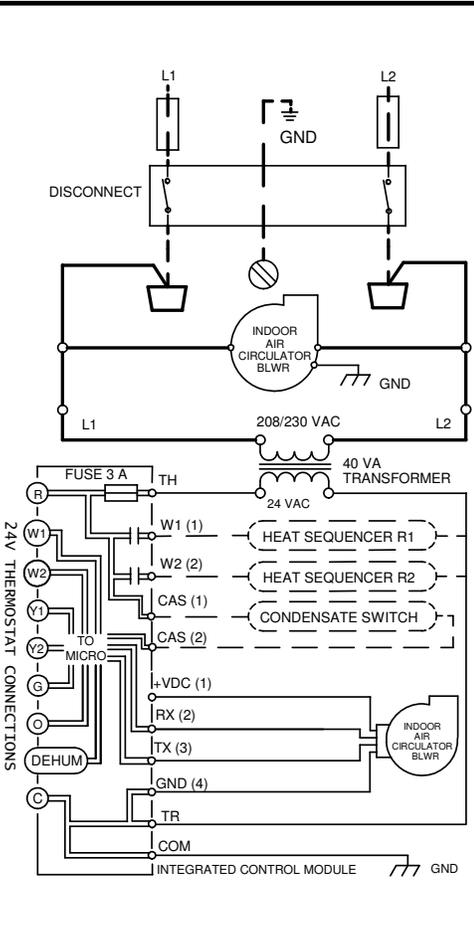 L1
L2
GND
DISCONNECT
INDOOR
AIR
CIRCULATOR
BLWR
GND
L1
208/230 VAC
L2
40 VA
TRANSFORMER
24 VAC
FUSE 3 A
TH
R
W1 (1)
HEAT SEQUENCER R1
W1
W2 (2)
HEAT SEQUENCER R2
W2
CAS (1)
CONDENSATE SWITCH
Y1
CAS (2)
Y2
TO
MICRO
24V THERMOSTAT CONNECTIONS
+VDC (1)
G
RX (2)
O
TX (3)
INDOOR
AIR
CIRCULATOR
BLWR
DEHUM
GND (4)
C
TR
COM
INTEGRATED CONTROL MODULE
GND